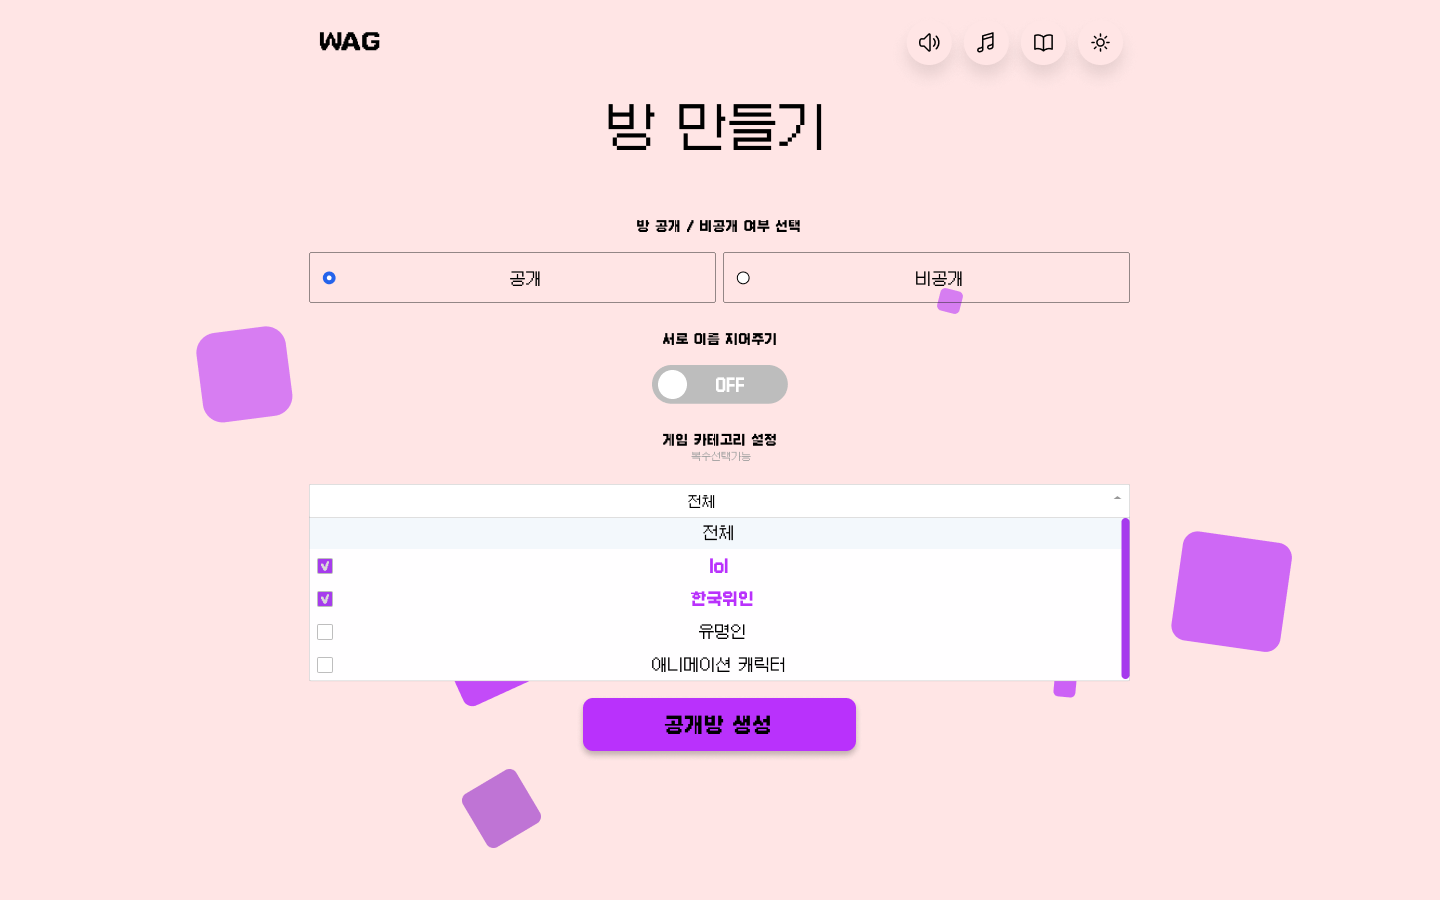 WAG
방 만들기
방 공개 / 비공개 여부 선택
공개
비공개
서로 이름 지어주기
OFF
게임 카테고리 설정
복수선택가능
전체
전체
lol
한국위인
유명인
애니메이션 캐릭터
공개방 생성